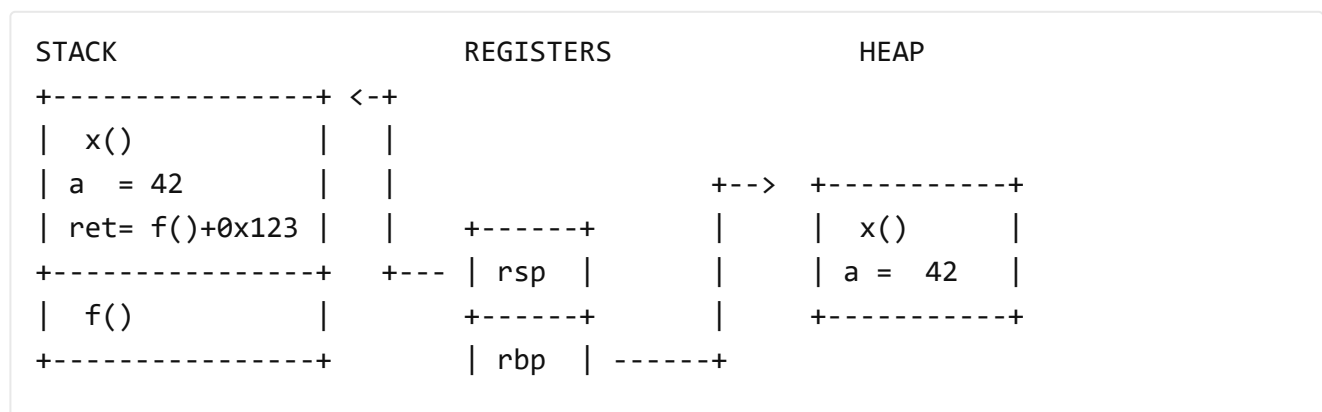 STACK                      REGISTERS                HEAP
+----------------+ <-+
|  x()           |   |
| a  = 42        |   |                   +-->  +-----------+
| ret= f()+0x123 |   |    +------+       |     |  x()      |
+----------------+   +--- | rsp  |       |     | a =  42   |
|  f()           |        +------+       |     +-----------+
+----------------+        | rbp  | ------+